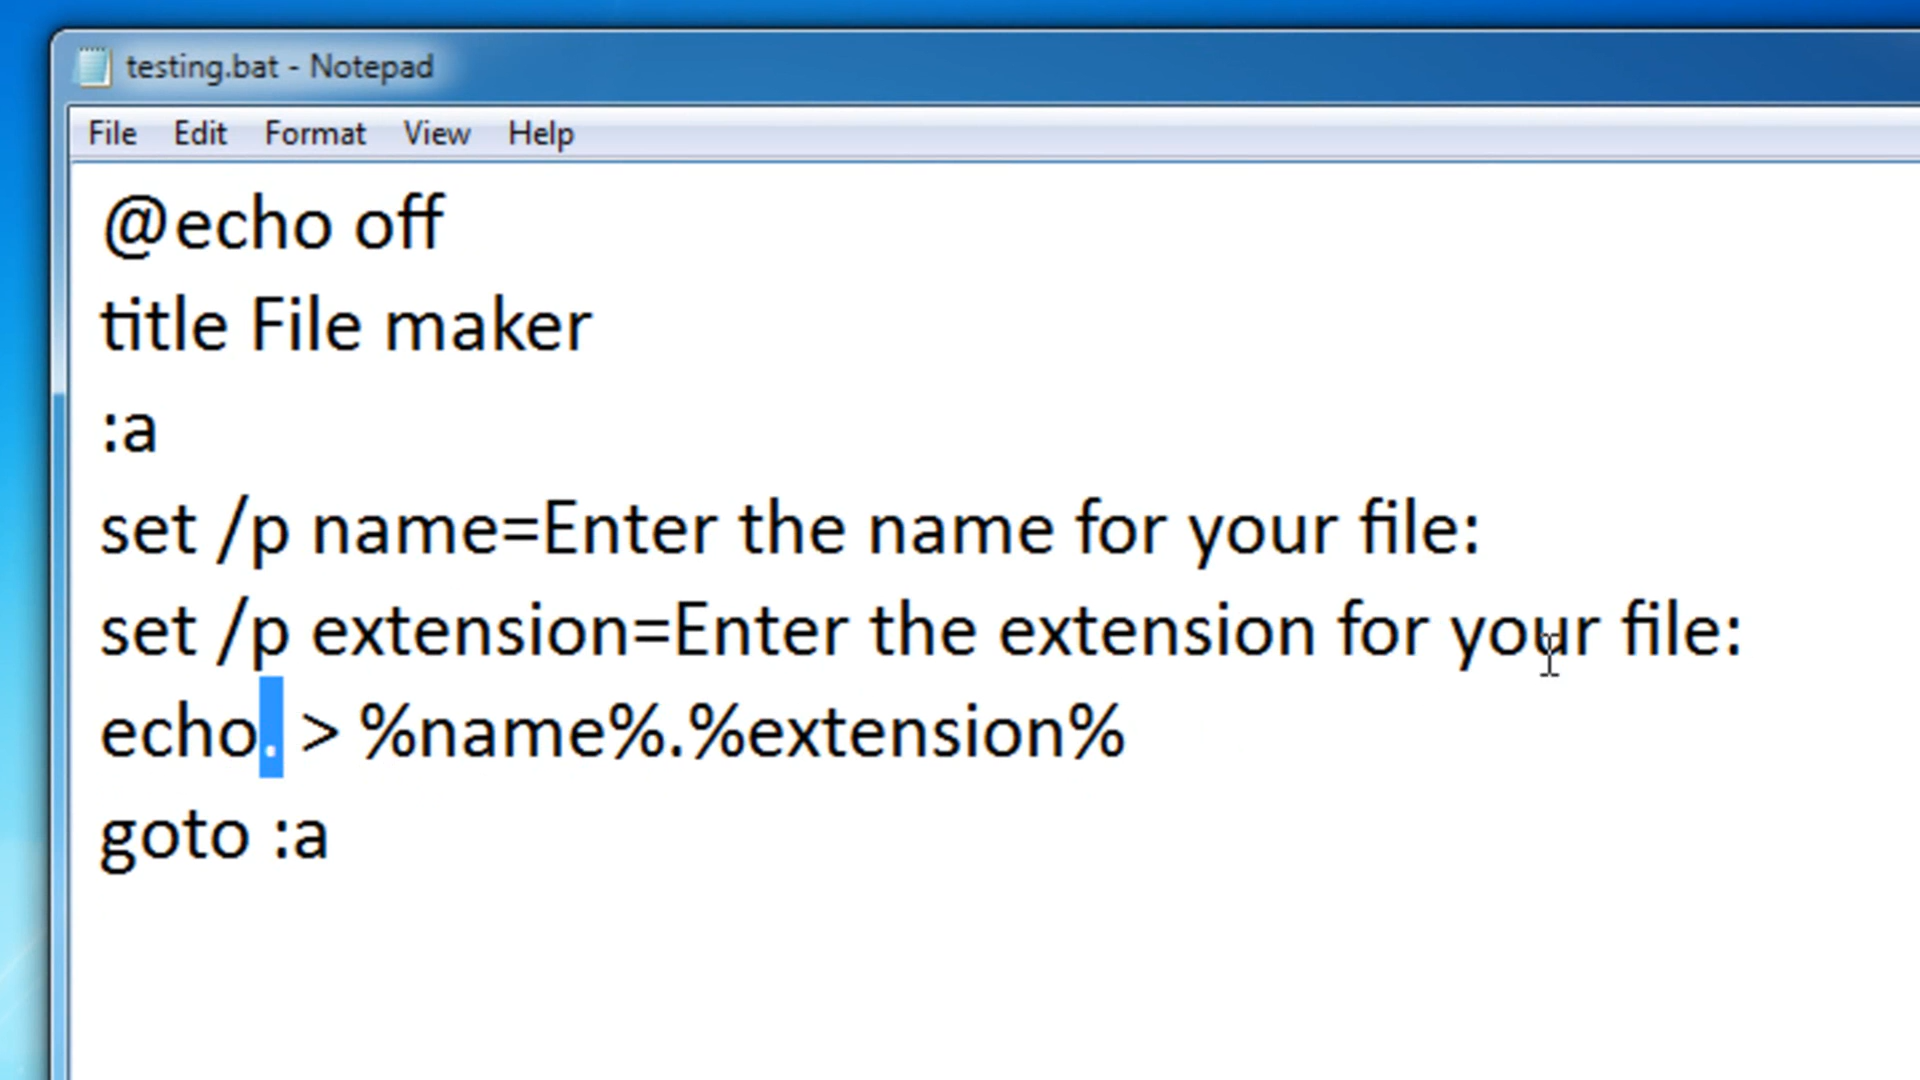 testing.bat - Notepad
File Edit Format View Help
@echo off
title File maker
:a
set /p name=Enter the name for your file:
set /p extension=Enter the extension for your file:
echo. > %name%.%extension%
goto :a